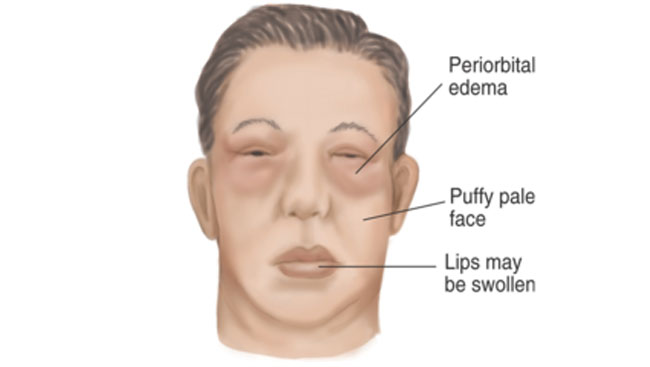 Periorbital
edema
Puffy pale
face
Lips may
be swollen